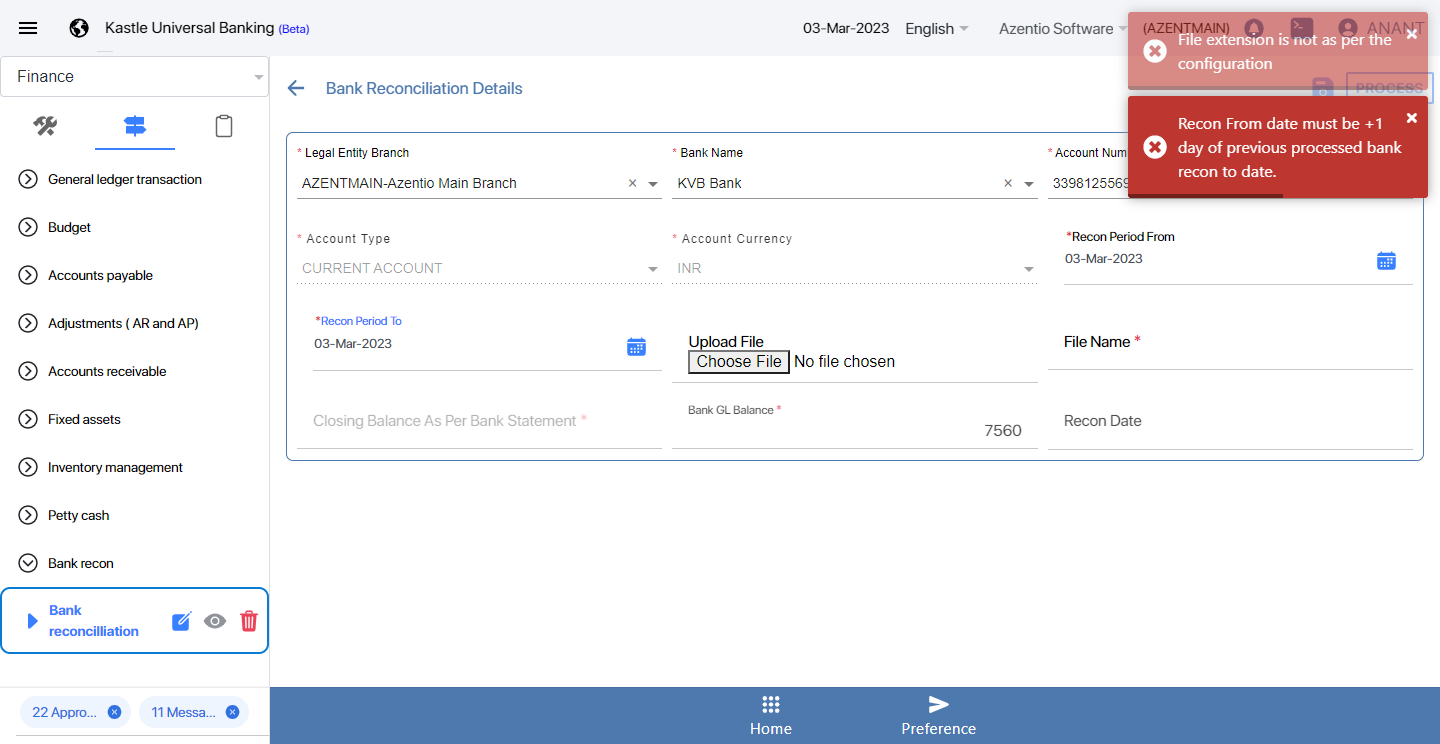 Kastle Universal Banking (Beta)
03-Mar-2023
English
Azentio Software
(AZENTMAIN)
ANANT
File extension is not as per the
configuration
PROCESS
Recon From date must be +1
day of previous processed bank
recon to date.
Finance
General ledger transaction
Budget
Accounts payable
Adjustments ( AR and AP)
Accounts receivable
Fixed assets
Inventory management
Petty cash
Bank recon
Bank
reconcilliation
22 Appro...
11 Messa...
Bank Reconciliation Details
* Legal Entity Branch
AZENTMAIN-Azentio Main Branch
* Bank Name
KVB Bank
* Account Num
3398125569
* Account Type
CURRENT ACCOUNT
* Account Currency
INR
*Recon Period From
03-Mar-2023
*Recon Period To
03-Mar-2023
Upload File
Choose File No file chosen
File Name *
Closing Balance As Per Bank Statement *
Bank GL Balance *
7560
Recon Date
Home
Preference